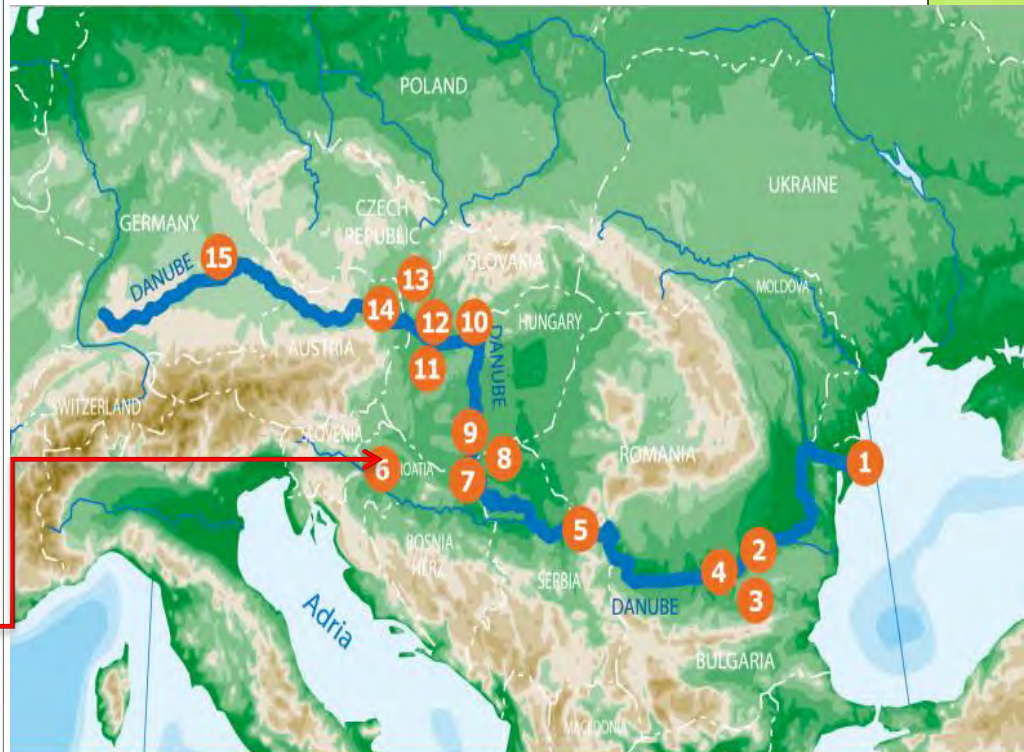 POLAND
UKRAINE
GERMANY
CZECH
REPUBLIC
15
SLOVAKIA
DANUBE
13
MOLDOVA
14
12
10
HUNGARY
AUSTRIA
DANUBE
11
SWITZERLAND
SLOVENIA
9
8
ROMANIA
1
6
OATIA
7
5
BOSNIA
HERZ.
2
4
SERBIA
3
DANUBE
Adria
BULGARIA
MACEDONIA